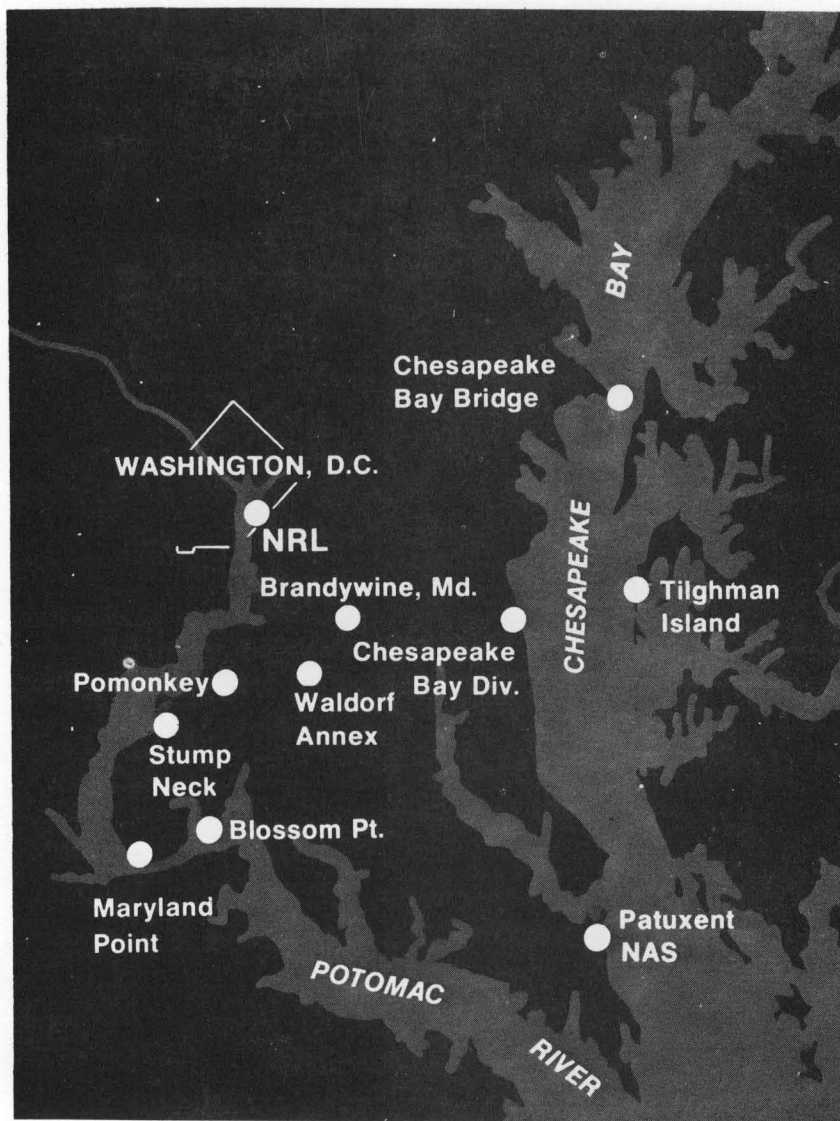 BAY
Chesapeake
Bay Bridge
WASHINGTON, D.C.
NRL
CHESAPEAKE
Brandywine, Md.
Tilghman
Island
Chesapeake
Bay Div.
Pomonkey
Waldorf
Annex
Stump
Neck
Blossom Pt.
Maryland
Point
Patuxent
NAS
POTOMAC
RIVER